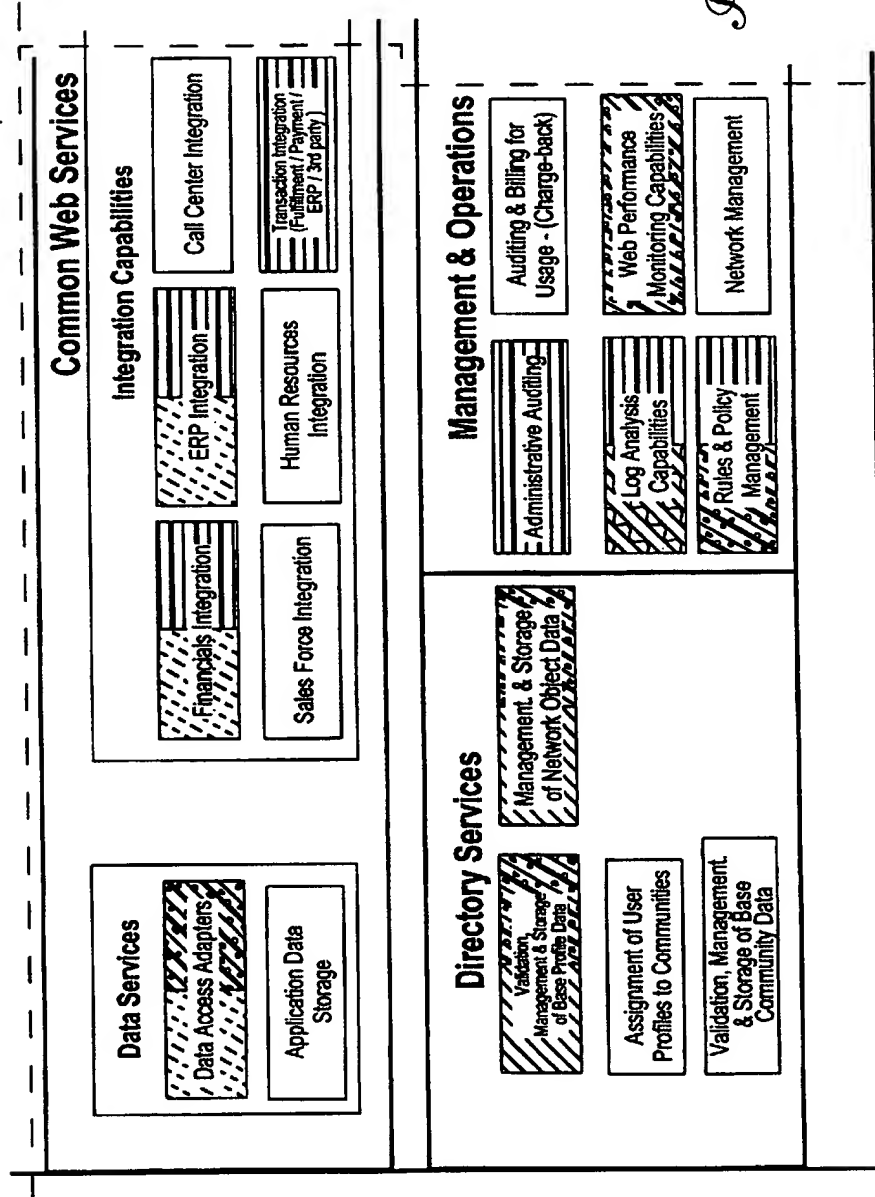 Common Web Services
Data Services
Data Access Adapters
Application Data
Storage
Integration Capabilities
Financials Integration
ERP Integration
Call Center Integration
Sales Force Integration
Human Resources
Integration
Transaction Integration
(Fulfillment / Payment /
ERP / 3rd party )
Directory Services
Validation,
Management & Storage
of Base Profile Data
Management. & Storage
of Network Object Data
Assignment of User
Profiles to Communities
Validation, Management.
& Storage of Base
Community Data
Management & Operations
Administrative Auditing
Auditing & Billing for
Usage - (Charge-back)
Log Analysis
Capabilities
Web Performance
Monitoring Capabilities
Rules & Policy
Management
Network Management